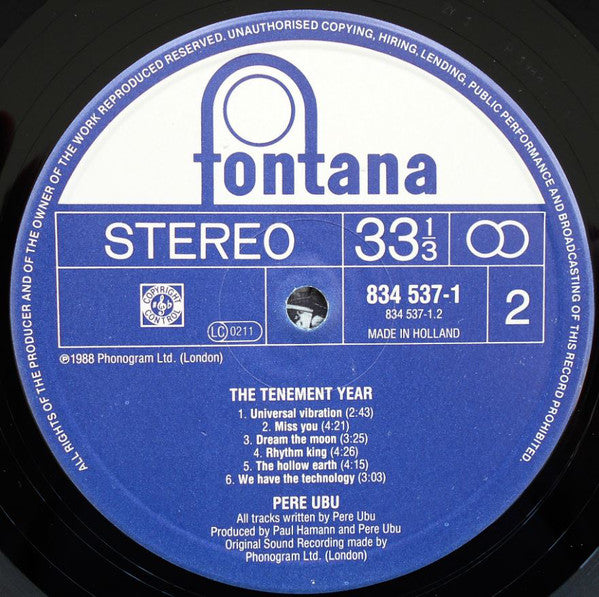 ALL RIGHTS OF THE PRODUCER AND OF THE OWNER OF THE WORK REPRODUCED RESERVED. UNAUTHORISED COPYING, HIRING, LENDING, PUBLIC PERFORMANCE AND BROADCASTING OF THIS RECORD PROHIBITED.
fontana
STEREO
33 1/3
834 537-1
834 537-1.2
MADE IN HOLLAND
2
COPYRIGHT
CONTROL
LC 0211
℗1988 Phonogram Ltd. (London)
THE TENEMENT YEAR
1. Universal vibration (2:43)
2. Miss you (4:21)
3. Dream the moon (3:25)
4. Rhythm king (4:26)
5. The hollow earth (4:15)
6. We have the technology (3:03)
PERE UBU
All tracks written by Pere Ubu
Produced by Paul Hamann and Pere Ubu
Original Sound Recording made by
Phonogram Ltd. (London)